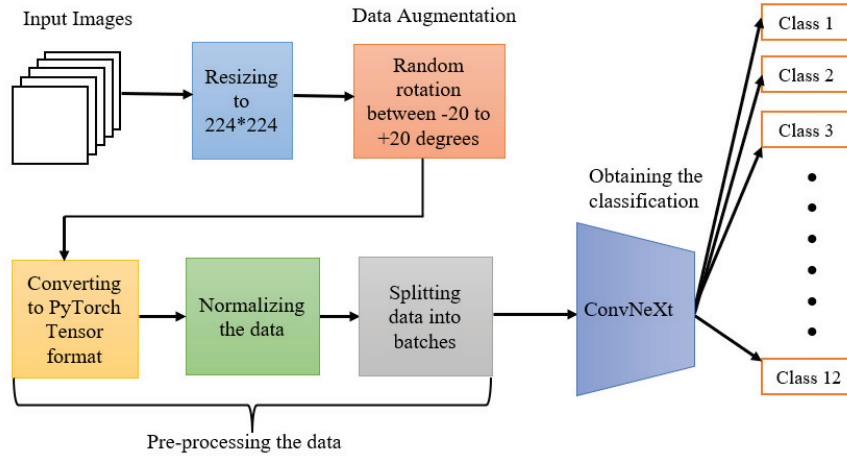 Input Images
Data Augmentation
Resizing
to
224*224
Random
rotation
between -20 to
+20 degrees
Converting
to PyTorch
Tensor
format
Normalizing
the data
Splitting
data into
batches
Pre-processing the data
Obtaining the
classification
ConvNeXt
Class 1
Class 2
Class 3
Class 12